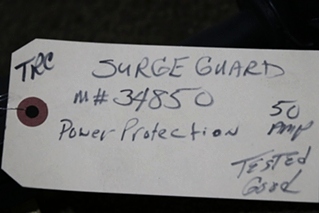 TRC
SURGE GUARD
M# 34850
Power Protection
50
Amp
TESTED
Good